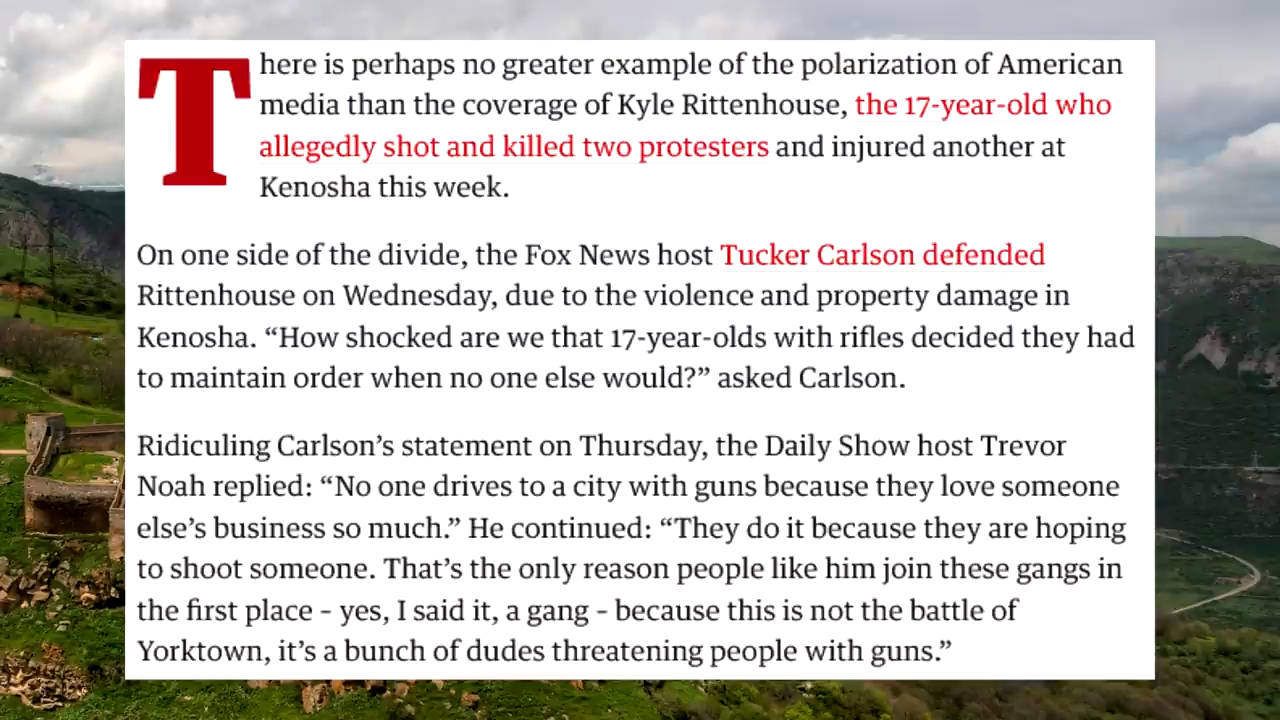 There is perhaps no greater example of the polarization of American
media than the coverage of Kyle Rittenhouse, the 17-year-old who
allegedly shot and killed two protesters and injured another at
Kenosha this week.
On one side of the divide, the Fox News host Tucker Carlson defended
Rittenhouse on Wednesday, due to the violence and property damage in
Kenosha. “How shocked are we that 17-year-olds with rifles decided they had
to maintain order when no one else would?” asked Carlson.
Ridiculing Carlson’s statement on Thursday, the Daily Show host Trevor
Noah replied: “No one drives to a city with guns because they love someone
else’s business so much.” He continued: “They do it because they are hoping
to shoot someone. That’s the only reason people like him join these gangs in
the first place – yes, I said it, a gang – because this is not the battle of
Yorktown, it’s a bunch of dudes threatening people with guns.”